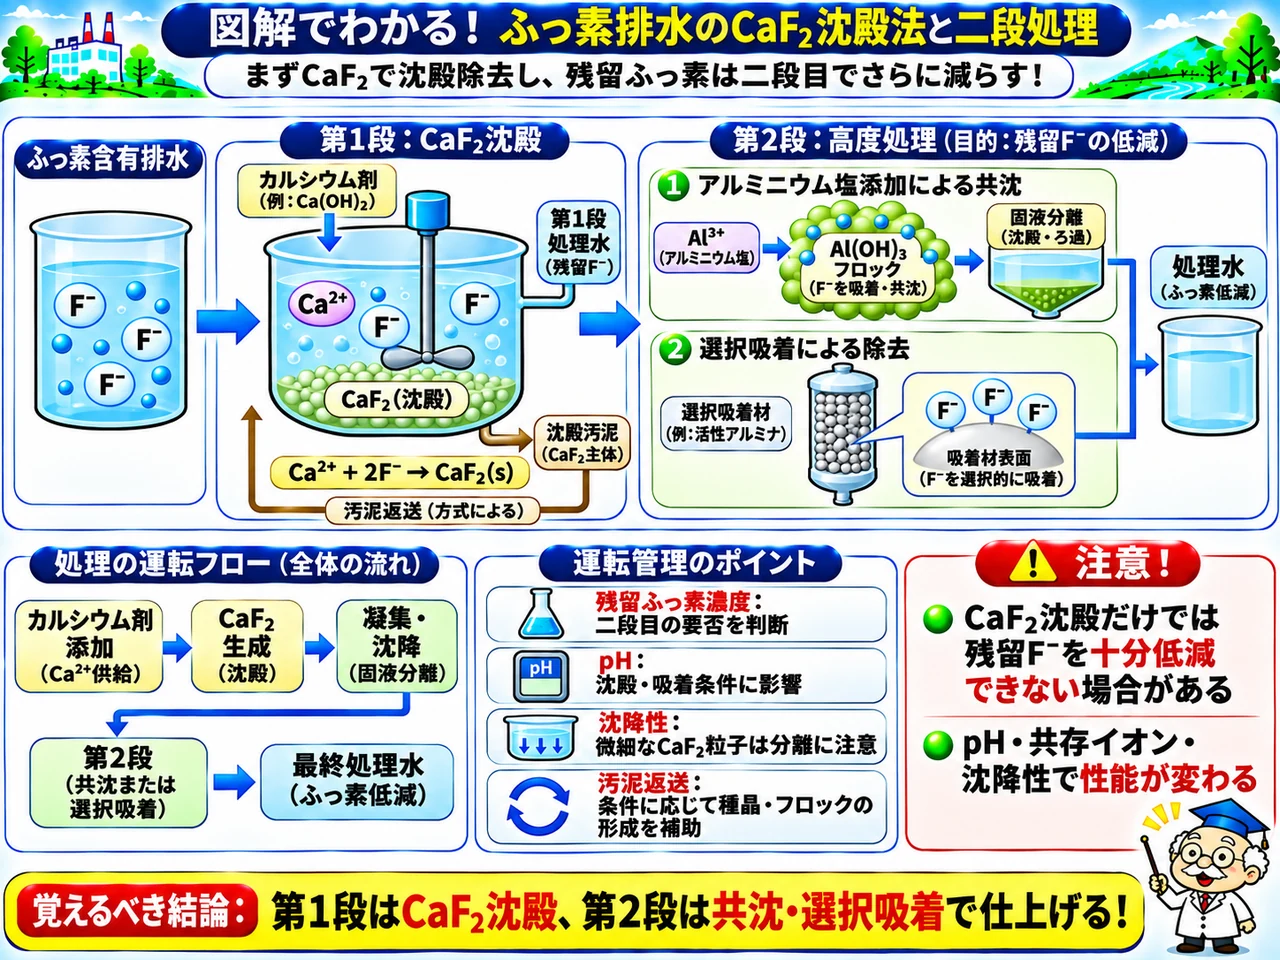 図解でわかる！ ふっ素排水のCaF₂沈殿法と二段処理
まずCaF₂で沈殿除去し、残留ふっ素は二段目でさらに減らす！
ふっ素含有排水
F⁻
F⁻
F⁻
第1段：CaF₂沈殿
カルシウム剤
（例：Ca(OH)₂）
第1段
処理水
（残留F⁻）
Ca²⁺
F⁻
F⁻
CaF₂（沈殿）
沈殿汚泥
（CaF₂主体）
Ca²⁺ + 2F⁻ → CaF₂(s)
汚泥返送（方式による）
第2段：高度処理（目的：残留F⁻の低減）
1 アルミニウム塩添加による共沈
Al³⁺
（アルミニウム塩）
Al(OH)₃
フロック
（F⁻を吸着・共沈）
固液分離
（沈殿・ろ過）
2 選択吸着による除去
選択吸着材
（例：活性アルミナ）
F⁻
F⁻
F⁻
吸着材表面
（F⁻を選択的に吸着）
処理水
（ふっ素低減）
処理の運転フロー（全体の流れ）
カルシウム剤
添加
（Ca²⁺供給）
CaF₂
生成
（沈殿）
凝集・
沈降
（固液分離）
第2段
（共沈または
選択吸着）
最終処理水
（ふっ素低減）
運転管理のポイント
残留ふっ素濃度：
二段目の要否を判断
pH
pH：
沈殿・吸着条件に影響
沈降性：
微細なCaF₂粒子は分離に注意
汚泥返送：
条件に応じて種晶・フロックの
形成を補助
注意！
CaF₂沈殿だけでは
残留F⁻を十分低減
できない場合がある
pH・共存イオン・
沈降性で性能が変わる
覚えるべき結論： 第1段はCaF₂沈殿、第2段は共沈・選択吸着で仕上げる！